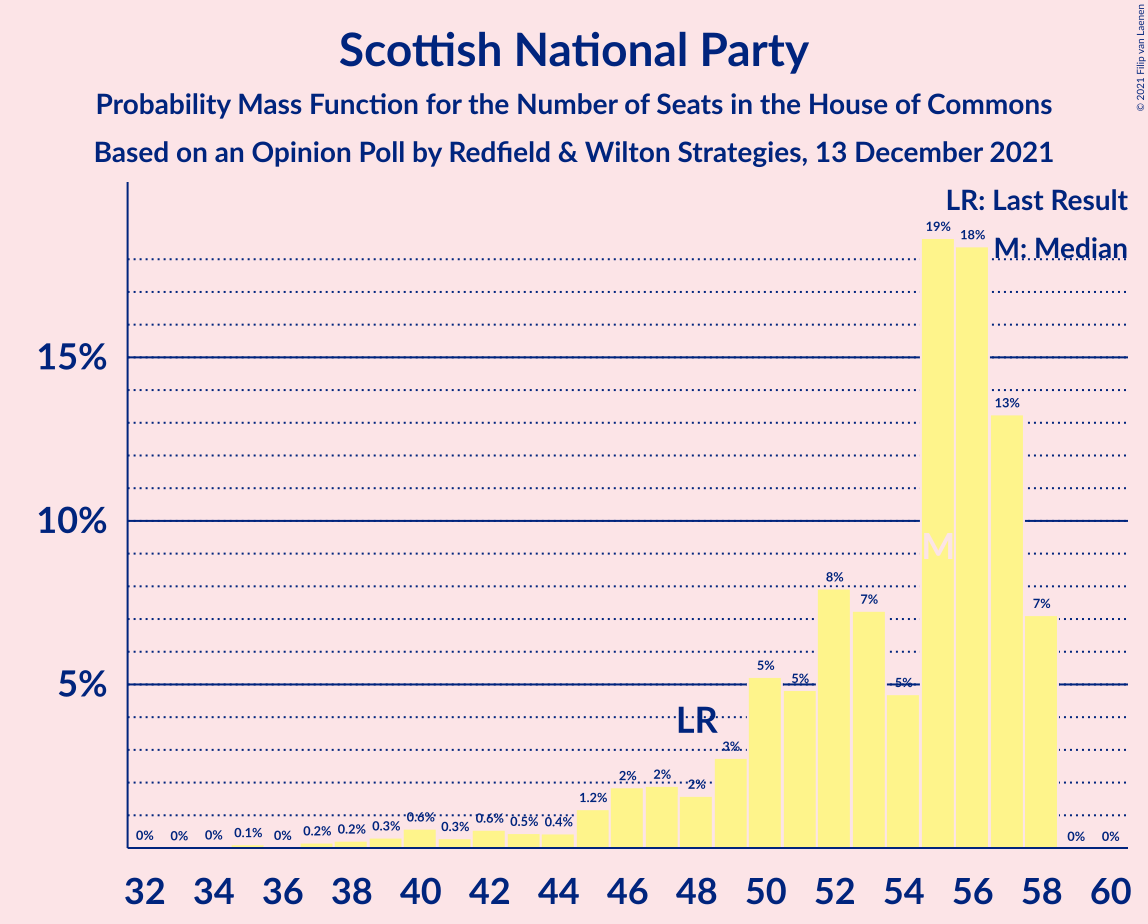 Scottish National Party
Probability Mass Function for the Number of Seats in the House of Commons
Based on an Opinion Poll by Redfield & Wilton Strategies, 13 December 2021
© 2021 Filip van Laenen
LR: Last Result
M: Median
15%
10%
5%
0% 0% 0% 0.1% 0% 0.2% 0.2% 0.3% 0.6% 0.3% 0.6% 0.5% 0.4% 1.2% 2% 2% 2% 3% 5% 5% 8% 7% 5% 19% 18% 13% 7% 0% 0%
LR
M
32 34 36 38 40 42 44 46 48 50 52 54 56 58 60